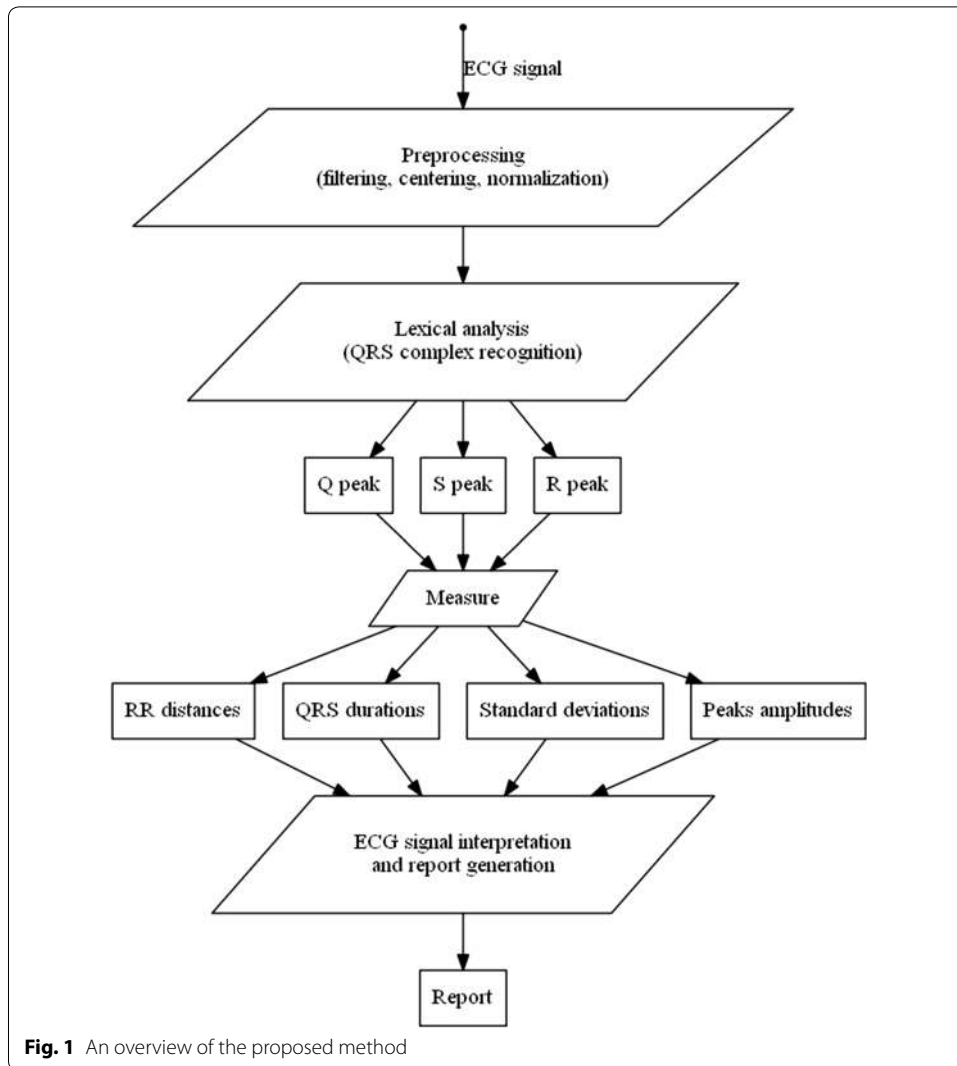 ECG signal
Preprocessing
(filtering, centering, normalization)
Lexical analysis
(QRS complex recognition)
Q peak
S peak
R peak
Measure
RR distances
QRS durations
Standard deviations
Peaks amplitudes
ECG signal interpretation
and report generation
Report
Fig. 1 An overview of the proposed method